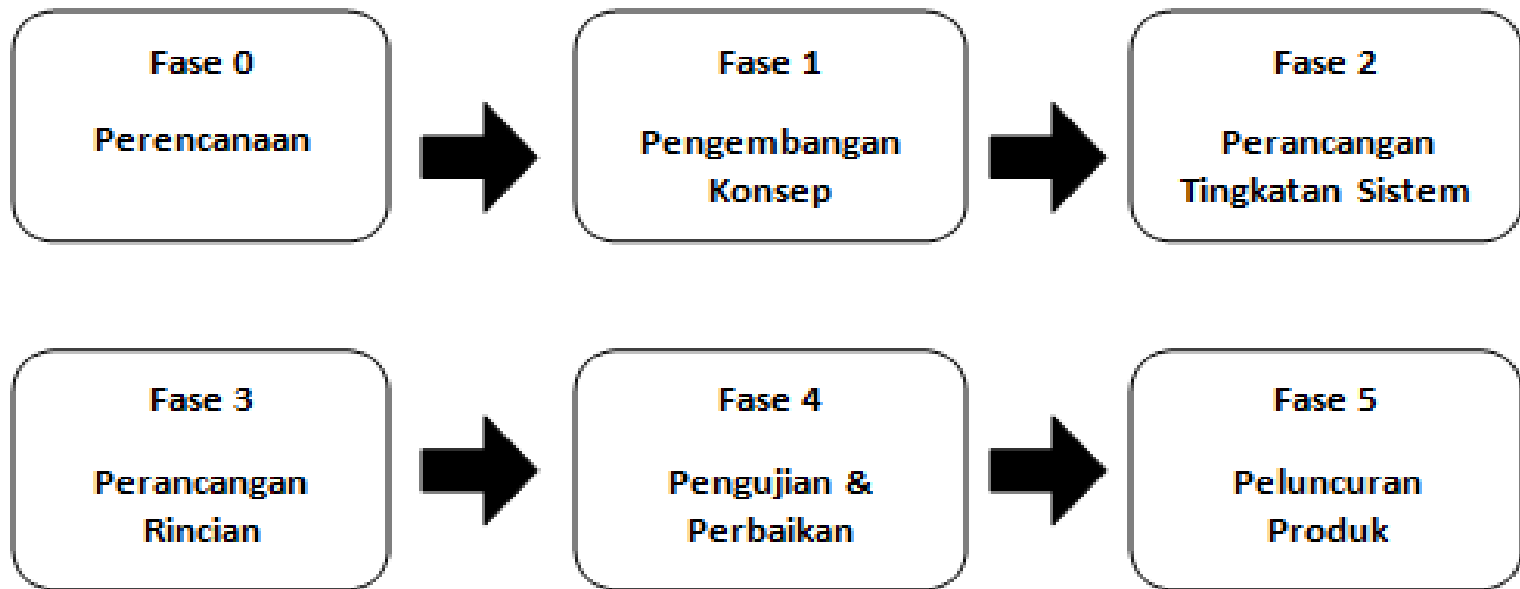 Fase 0
Perencanaan
Fase 1
Pengembangan
Konsep
Fase 2
Perancangan
Tingkatan Sistem
Fase 3
Perancangan
Rincian
Fase 4
Pengujian &
Perbaikan
Fase 5
Peluncuran
Produk